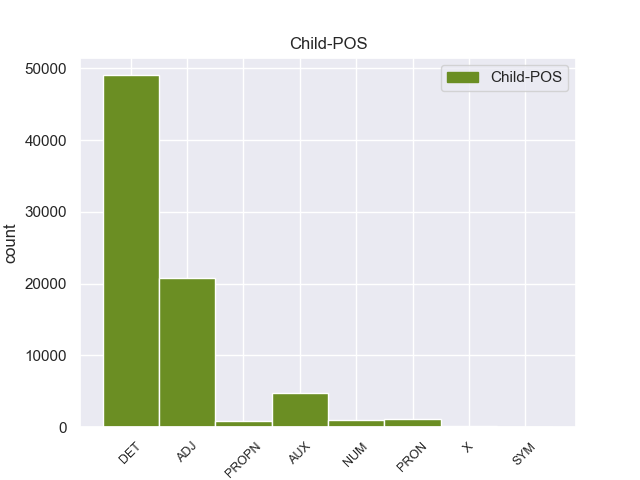 Child-POS
Child-POS
count
50000
40000
30000
20000
10000
0
DET ADJ PROPN AUX NUM PRON X SYM